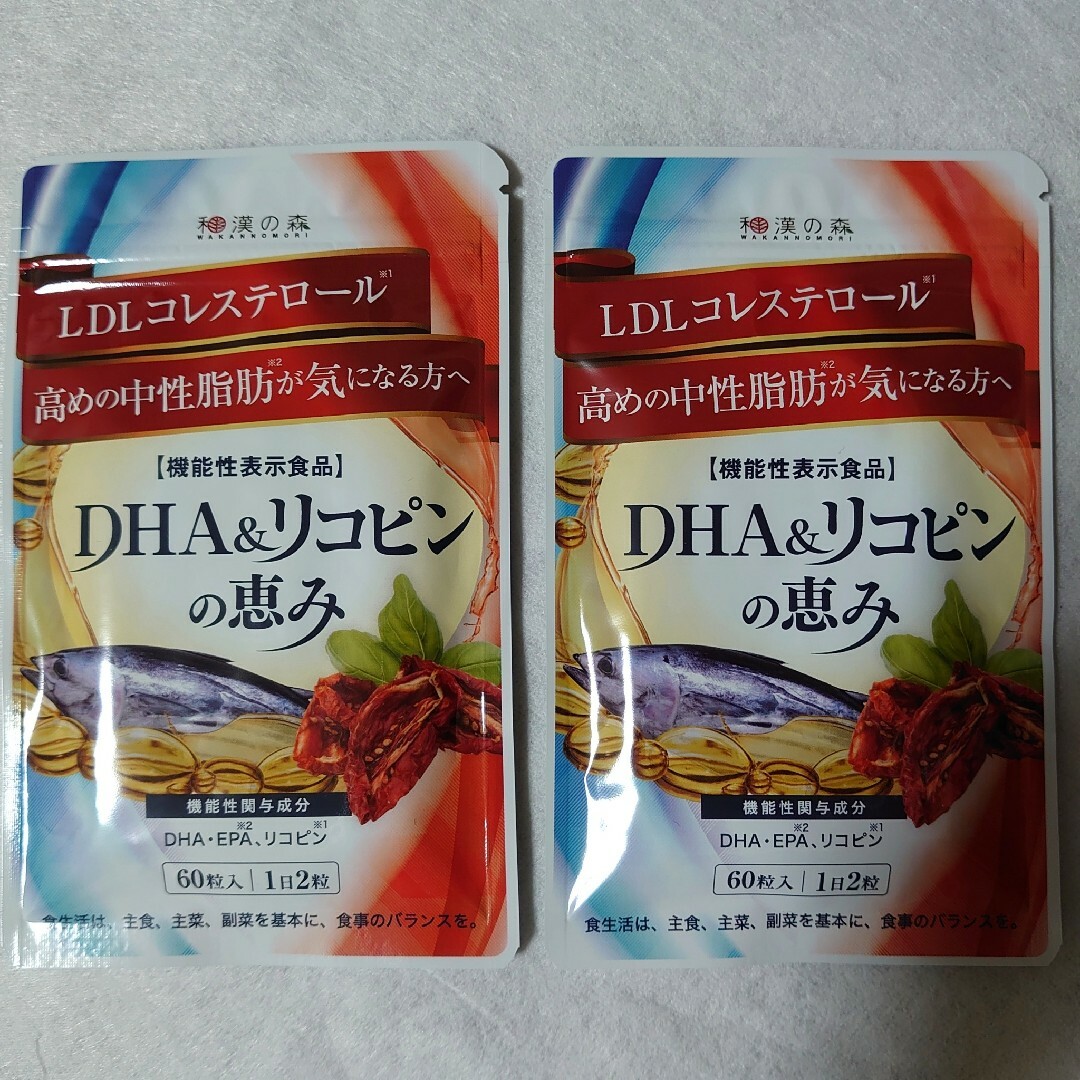 和漢の森
WAKANNOMORI
LDLコレステロール※1
高めの中性脂肪※2が気になる方へ
【機能性表示食品】
DHA&リコピン
の恵み
機能性関与成分
DHA・EPA※2、リコピン※1
60粒入 | 1日2粒
食生活は、主食、主菜、副菜を基本に、食事のバランスを。
和漢の森
WAKANNOMORI
LDLコレステロール※1
高めの中性脂肪※2が気になる方へ
【機能性表示食品】
DHA&リコピン
の恵み
機能性関与成分
DHA・EPA※2、リコピン※1
60粒入 | 1日2粒
食生活は、主食、主菜、副菜を基本に、食事のバランスを。